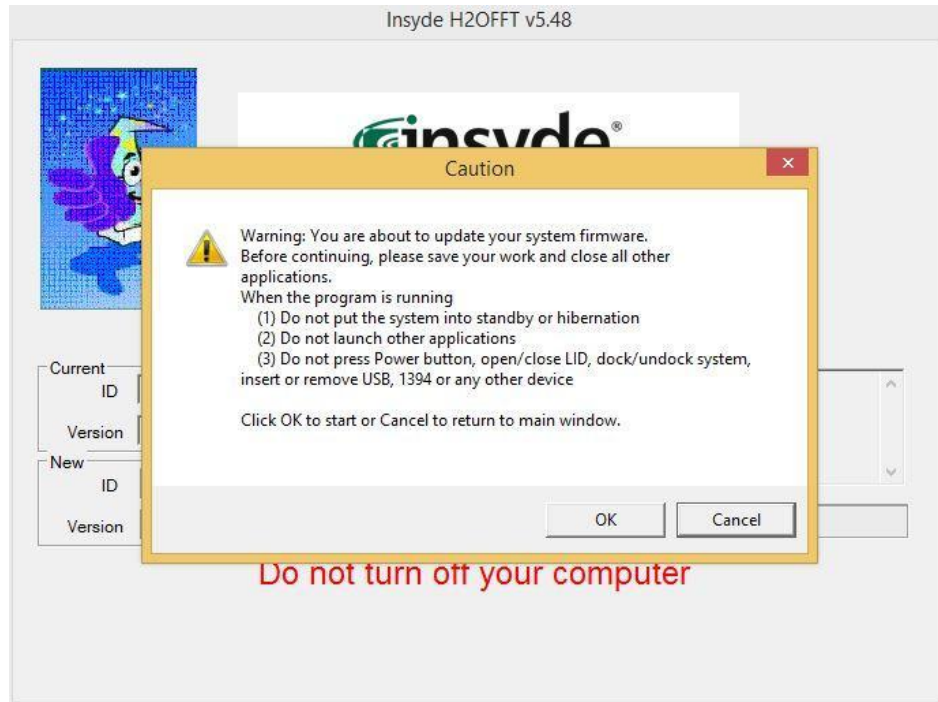 Insyde H2OFFT v5.48
insyde®
Caution
Warning: You are about to update your system firmware.
Before continuing, please save your work and close all other
applications.
When the program is running
(1) Do not put the system into standby or hibernation
(2) Do not launch other applications
(3) Do not press Power button, open/close LID, dock/undock system,
insert or remove USB, 1394 or any other device
Click OK to start or Cancel to return to main window.
OK Cancel
Current
ID
Version
New
ID
Version
Do not turn off your computer